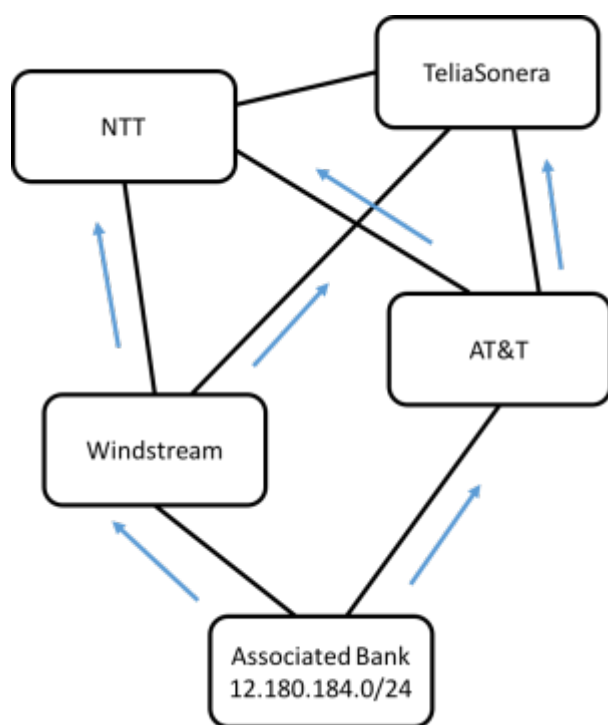 TeliaSonera
NTT
AT&T
Windstream
Associated Bank
12.180.184.0/24